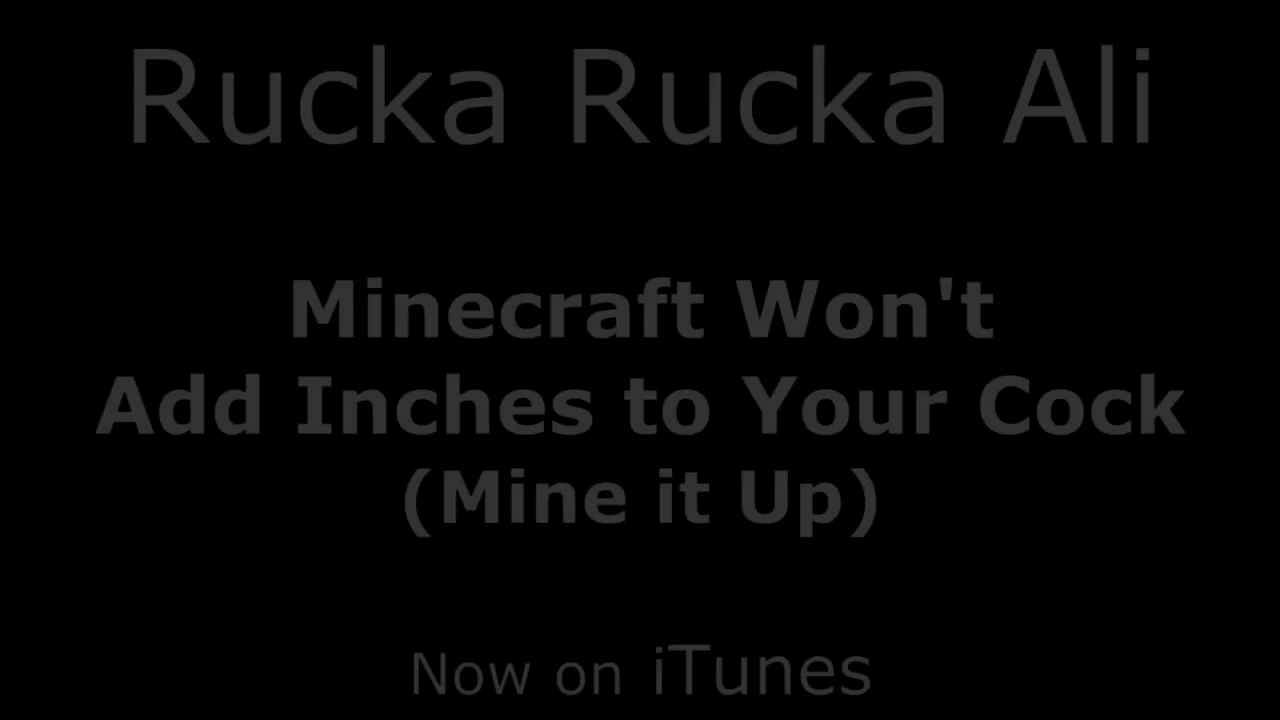 Rucka Rucka Ali
Minecraft Won't
Add Inches to Your Cock
(Mine it Up)
Now on iTunes